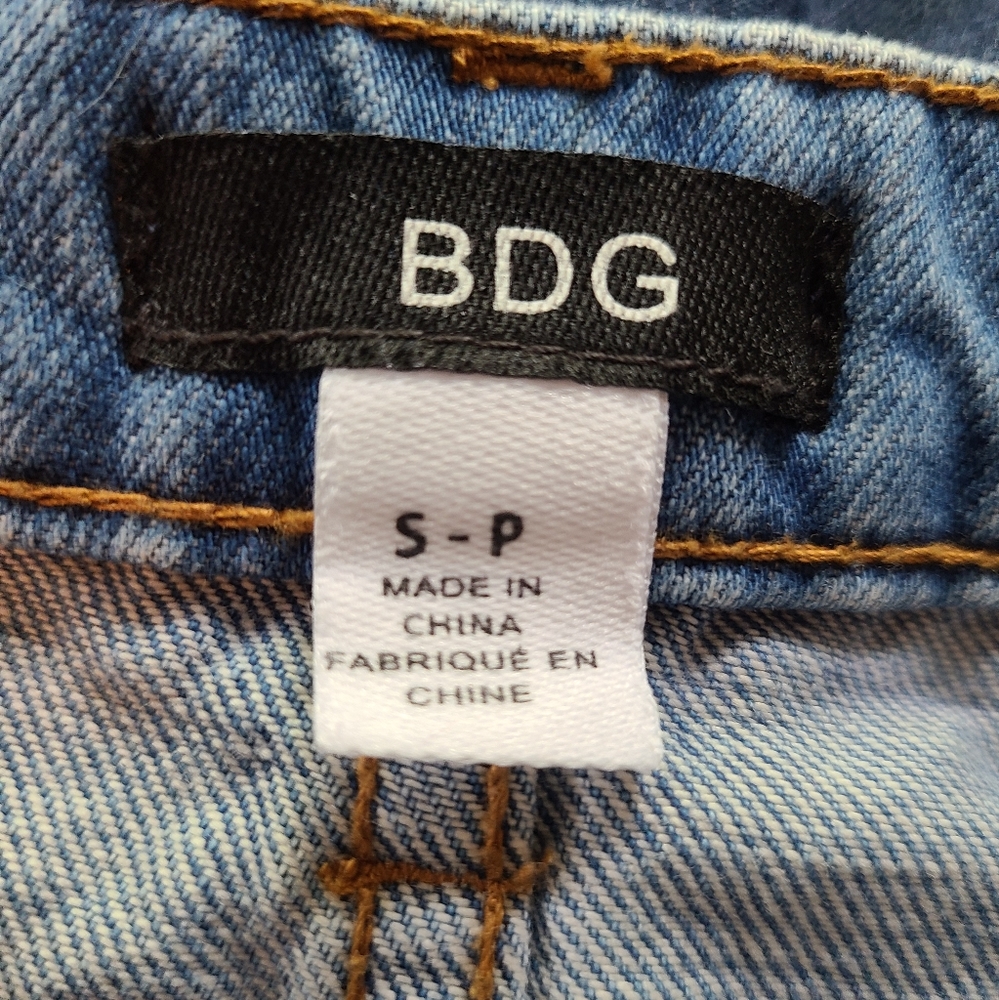 BDG
S - P
MADE IN
CHINA
FABRIQUÉ EN
CHINE